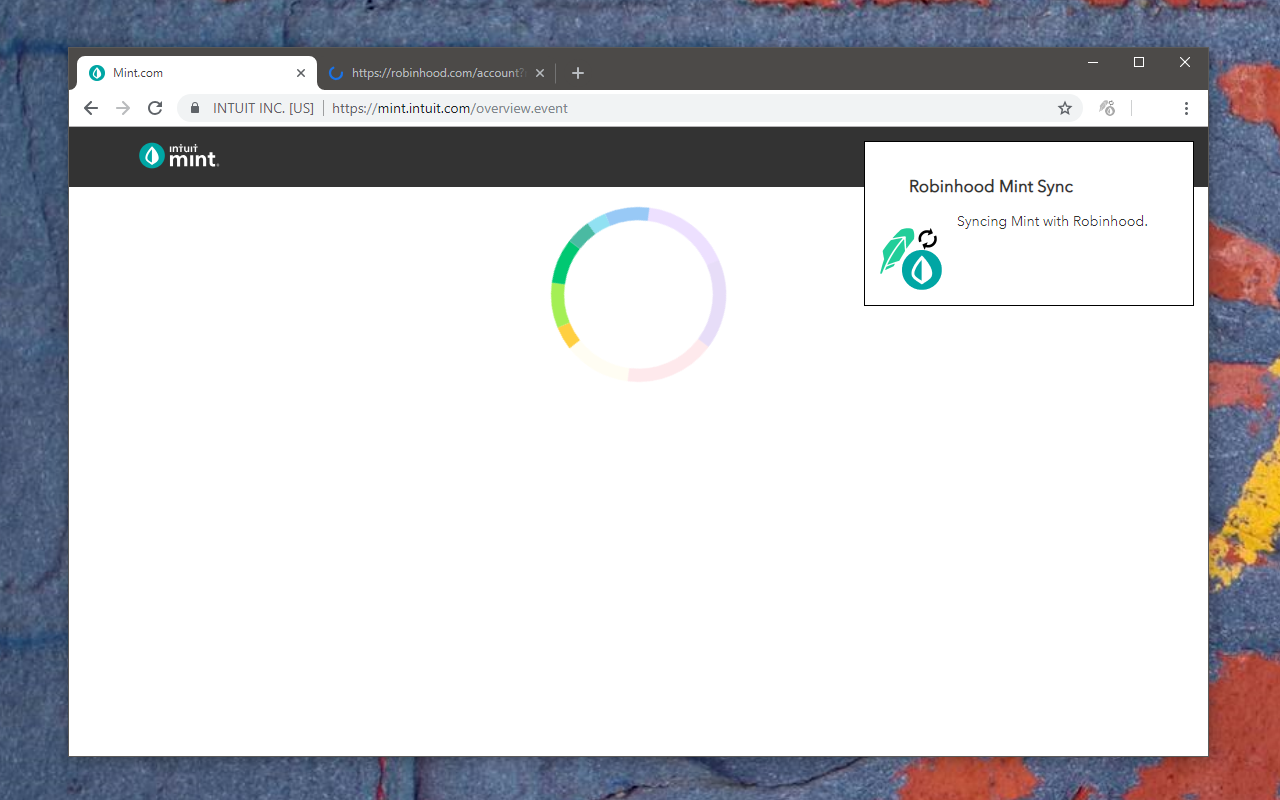 Mint.com
https://robinhood.com/account?
INTUIT INC. [US] | https://mint.intuit.com/overview.event
intuit
mint
Robinhood Mint Sync
Syncing Mint with Robinhood.